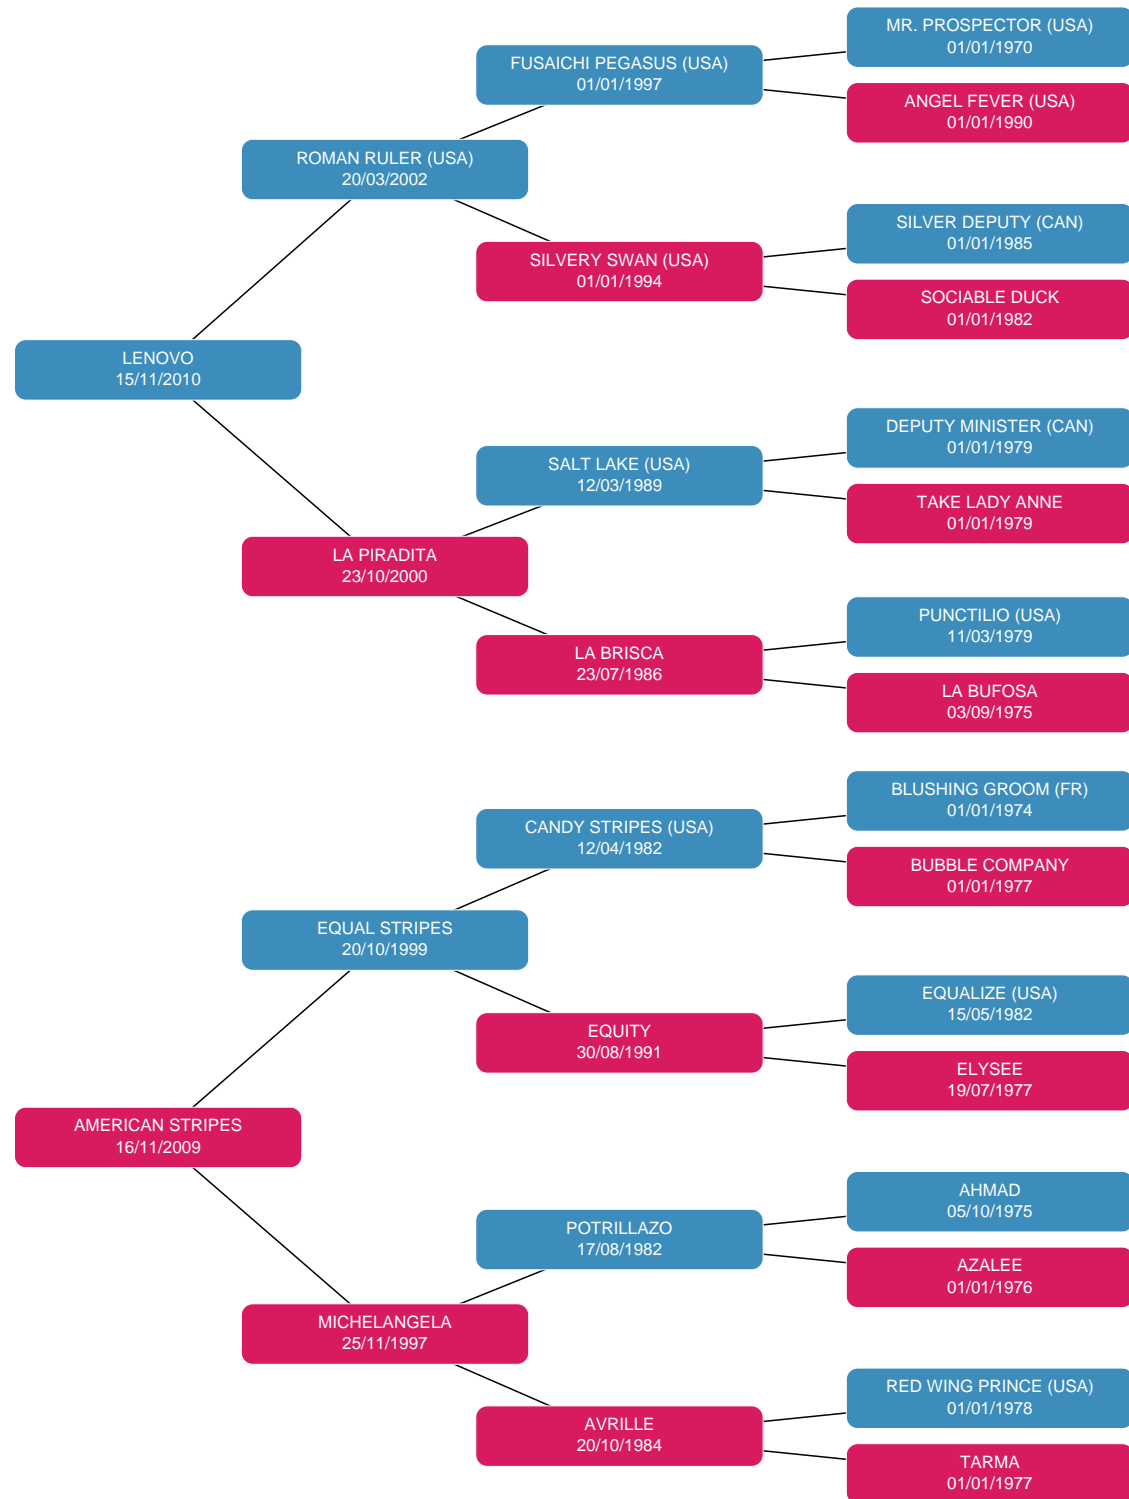 MR. PROSPECTOR (USA)
01/01/1970
FUSAICHI PEGASUS (USA)
01/01/1997
ANGEL FEVER (USA)
01/01/1990
ROMAN RULER (USA)
20/03/2002
SILVER DEPUTY (CAN)
01/01/1985
SILVERY SWAN (USA)
01/01/1994
SOCIABLE DUCK
01/01/1982
LENOVO
15/11/2010
DEPUTY MINISTER (CAN)
01/01/1979
SALT LAKE (USA)
12/03/1989
TAKE LADY ANNE
01/01/1979
LA PIRADITA
23/10/2000
PUNCTILIO (USA)
11/03/1979
LA BRISCA
23/07/1986
LA BUFOSA
03/09/1975
BLUSHING GROOM (FR)
01/01/1974
CANDY STRIPES (USA)
12/04/1982
BUBBLE COMPANY
01/01/1977
EQUAL STRIPES
20/10/1999
EQUALIZE (USA)
15/05/1982
EQUITY
30/08/1991
ELYSEE
19/07/1977
AMERICAN STRIPES
16/11/2009
AHMAD
05/10/1975
POTRILLAZO
17/08/1982
AZALEE
01/01/1976
MICHELANGELA
25/11/1997
RED WING PRINCE (USA)
01/01/1978
AVRILLE
20/10/1984
TARMA
01/01/1977